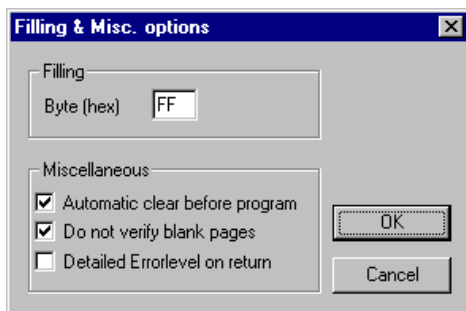 Filling & Misc. options
Filling
Byte (hex) FF
Miscellaneous
Automatic clear before program
Do not verify blank pages
Detailed Errorlevel on return
OK
Cancel